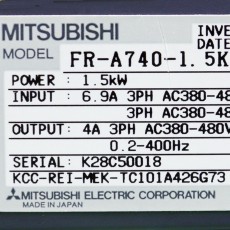 MITSUBISHI INVE
DATE
MODEL FR-A740-1.5K
POWER : 1.5kW
INPUT : 6.9A 3PH AC380-48
3PH AC380-48
OUTPUT: 4A 3PH AC380-480V
0.2-400Hz
SERIAL: K28C50018
KCC-REI-MEK-TC101A426G73
MITSUBISHI ELECTRIC CORPORATION
MADE IN JAPAN